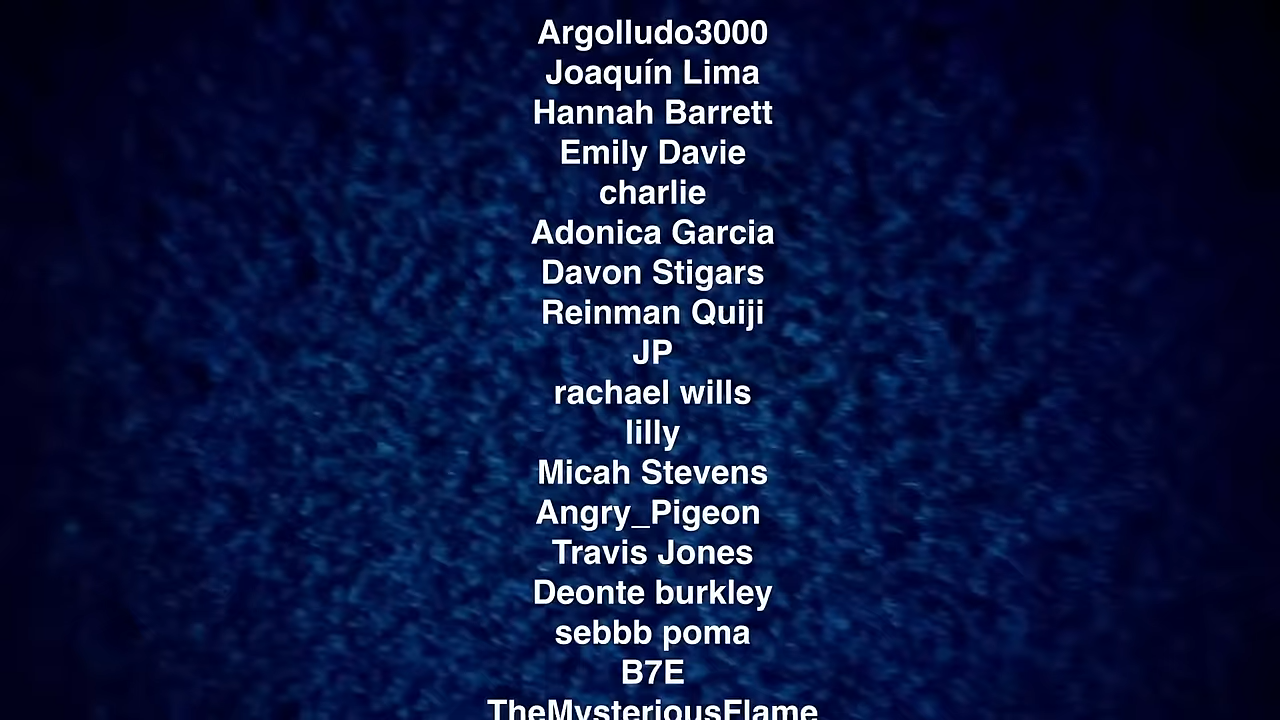 Argolludo3000
Joaquín Lima
Hannah Barrett
Emily Davie
charlie
Adonica Garcia
Davon Stigars
Reinman Quiji
JP
rachael wills
lilly
Micah Stevens
Angry_Pigeon
Travis Jones
Deonte burkley
sebbb poma
B7E
TheMysteriousFlame